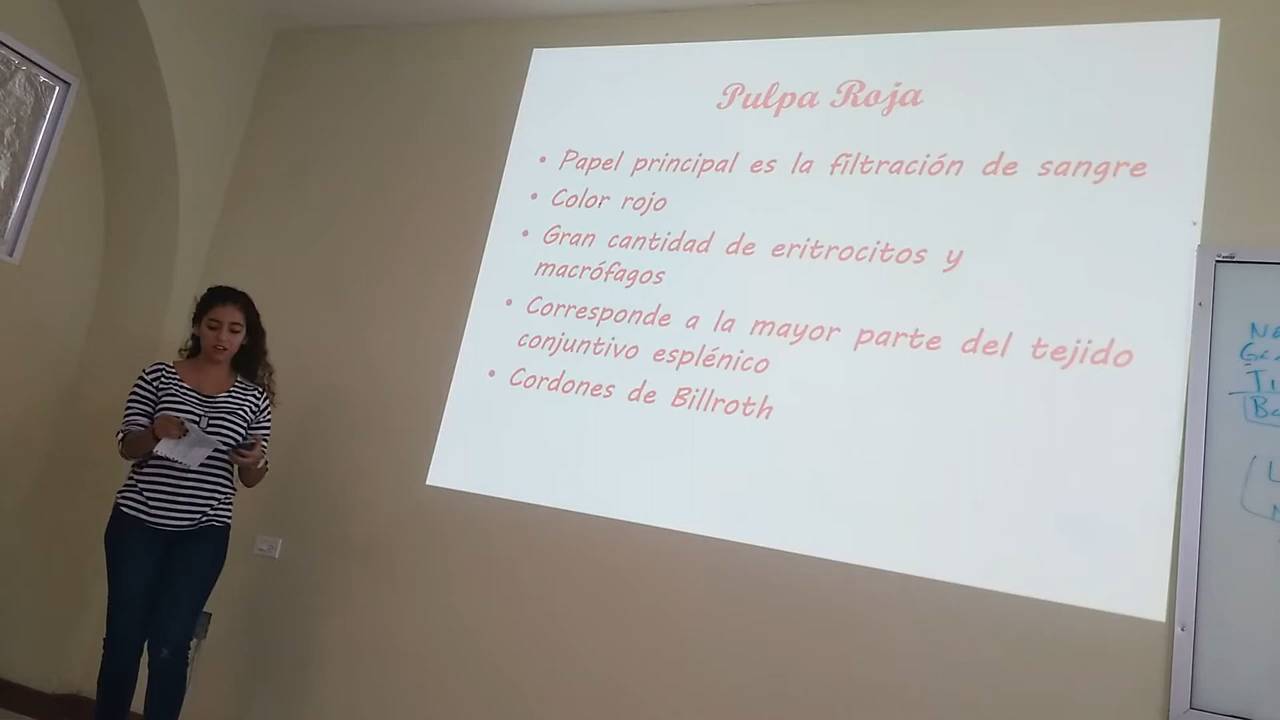 Pulpa Roja
• Papel principal es la filtración de sangre
• Color rojo
• Gran cantidad de eritrocitos y
macrófagos
• Corresponde a la mayor parte del tejido
conjuntivo esplénico
• Cordones de Billroth